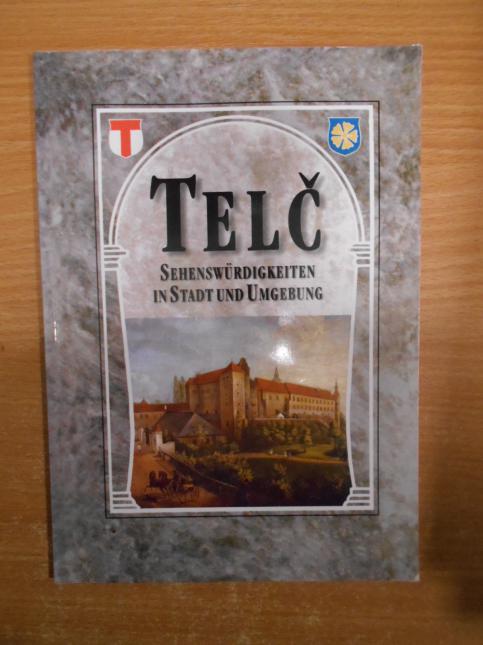 T
TELČ
SEHENSWÜRDIGKEITEN
IN STADT UND UMGEBUNG